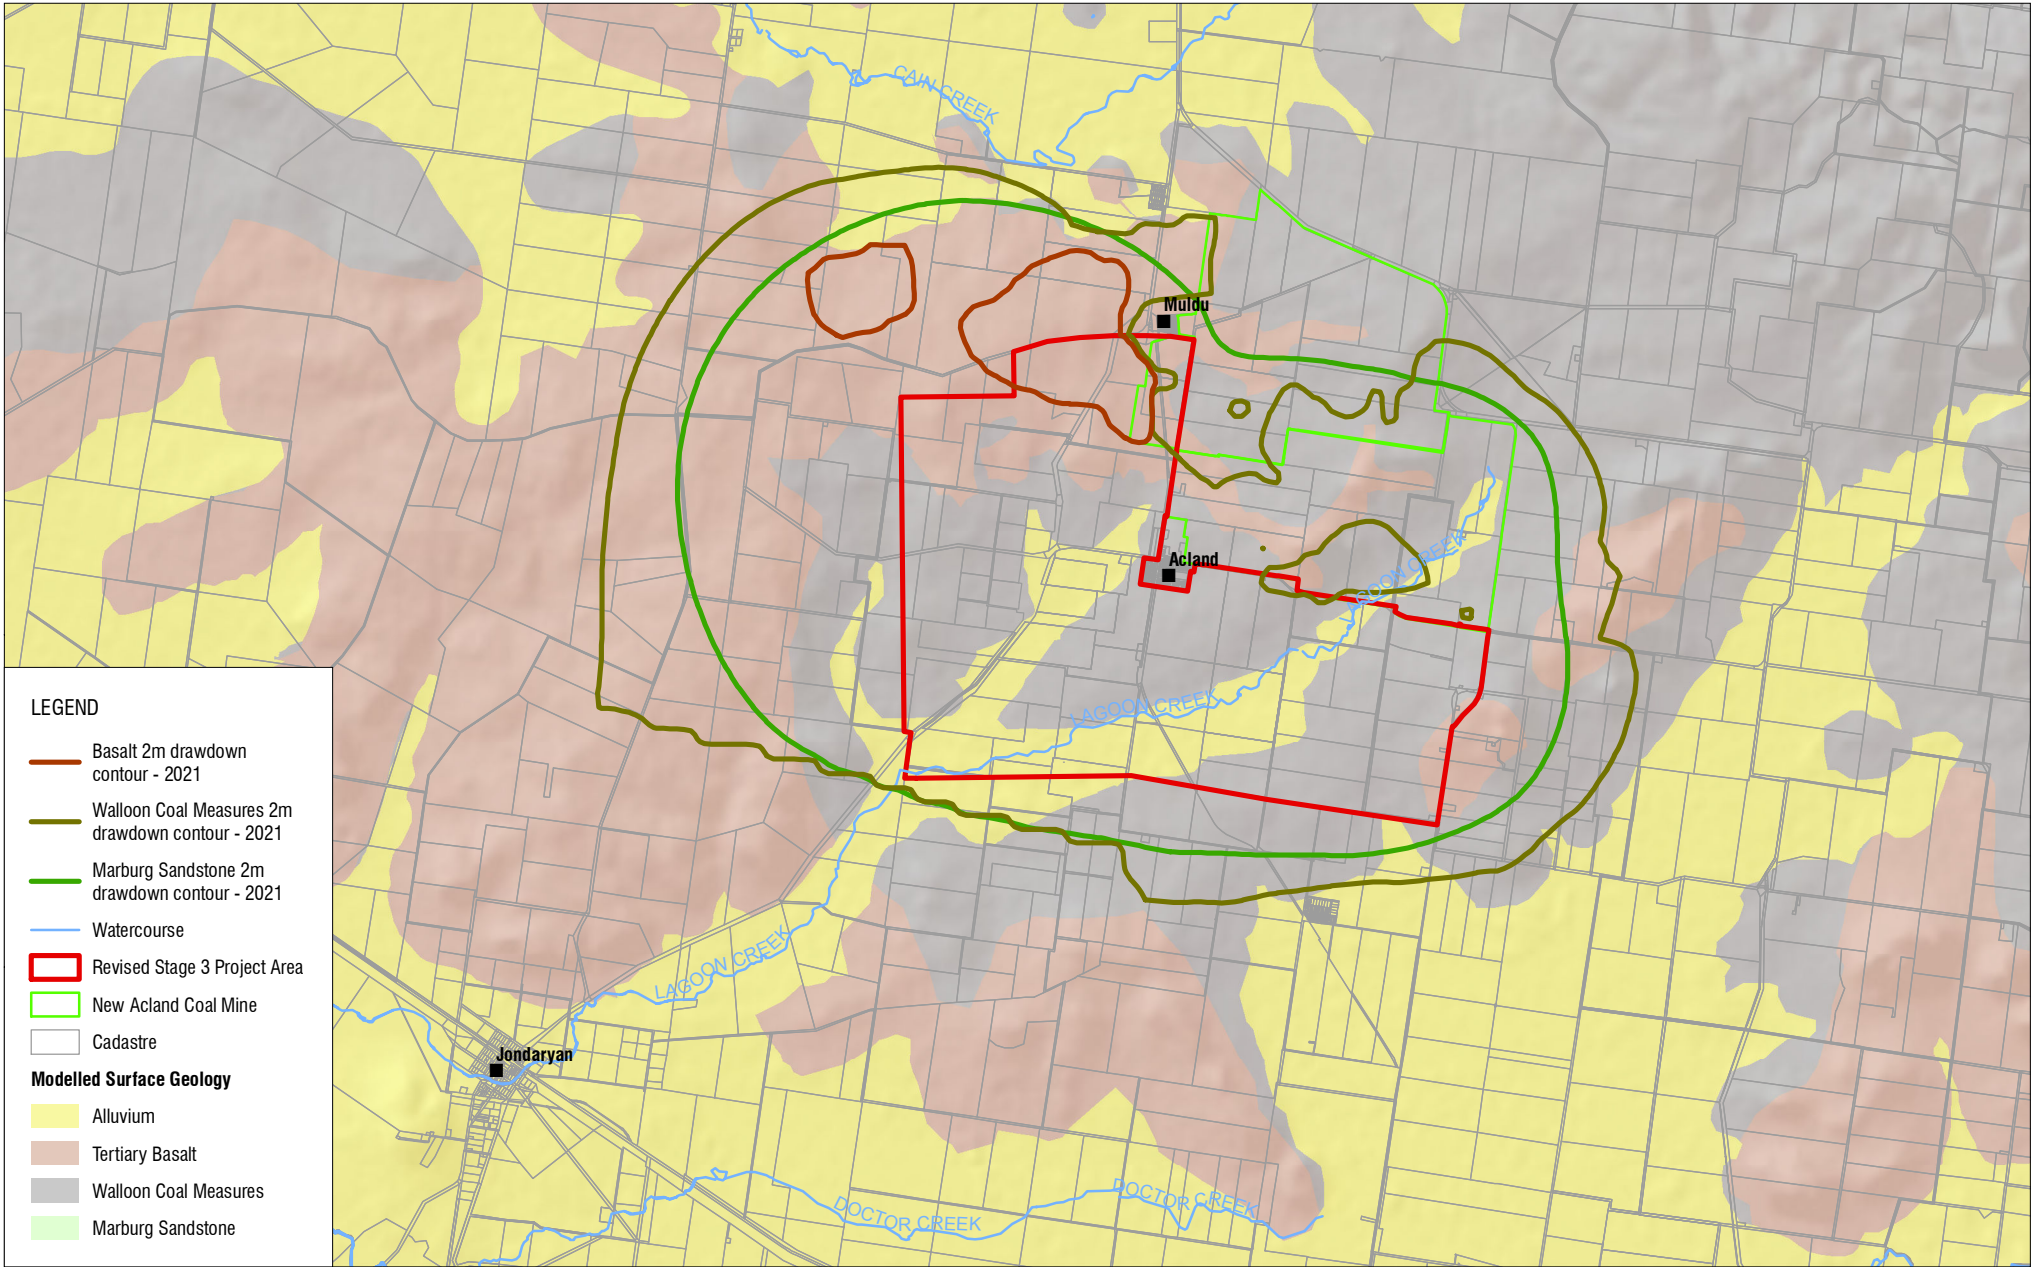 CAIN CREEK
Muldu
Acland
LAGOON CREEK
LAGOON CREEK
LAGOON CREEK
Jondaryan
DOCTOR CREEK
DOCTOR CREEK
LEGEND
Basalt 2m drawdown
contour - 2021
Walloon Coal Measures 2m
drawdown contour - 2021
Marburg Sandstone 2m
drawdown contour - 2021
Watercourse
Revised Stage 3 Project Area
New Acland Coal Mine
Cadastre
Modelled Surface Geology
Alluvium
Tertiary Basalt
Walloon Coal Measures
Marburg Sandstone